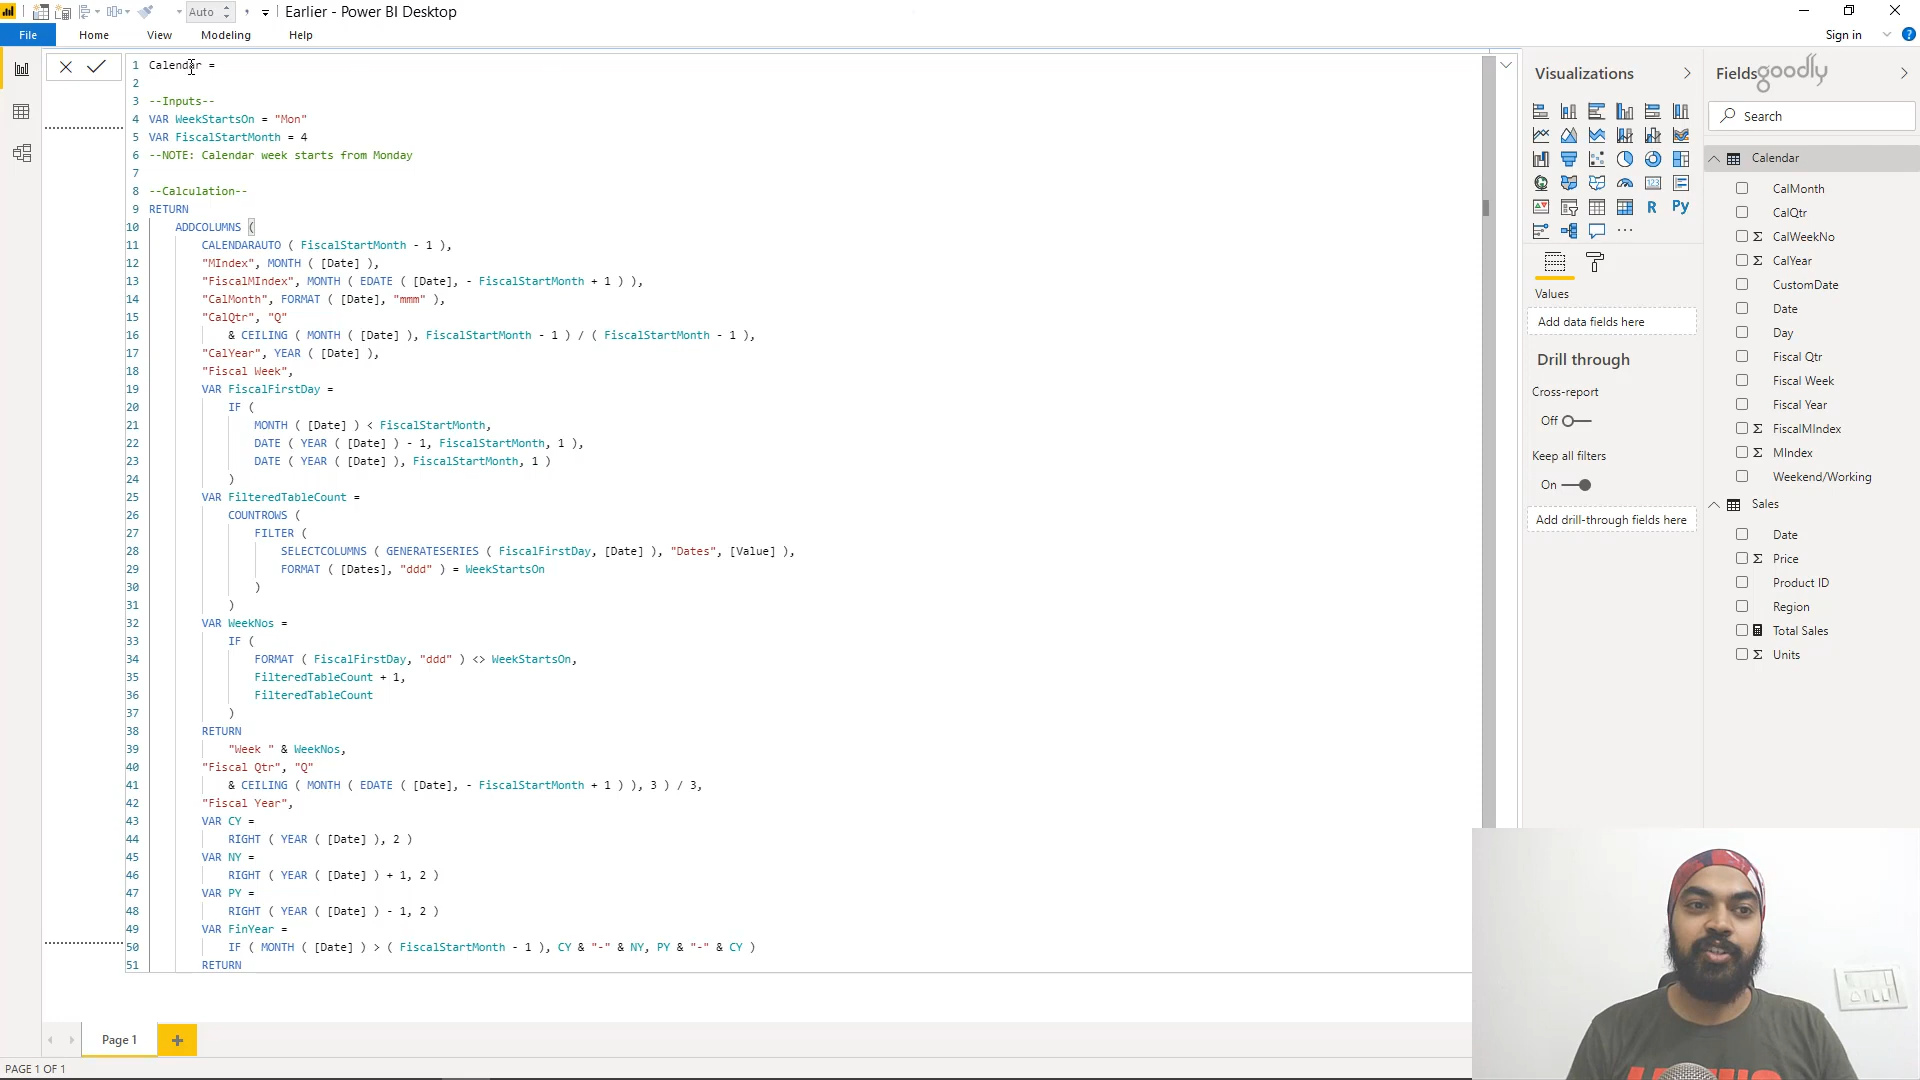 Auto
Earlier - Power BI Desktop
File
Home
View
Modeling
Help
Sign in
?
1 Calendar =
2
3 --Inputs--
4 VAR WeekStartsOn = "Mon"
5 VAR FiscalStartMonth = 4
6 --NOTE: Calendar week starts from Monday
7
8 --Calculation--
9 RETURN
10 ADDCOLUMNS (
11 CALENDARAUTO ( FiscalStartMonth - 1 ),
12 "MIndex", MONTH ( [Date] ),
13 "FiscalMIndex", MONTH ( EDATE ( [Date], - FiscalStartMonth + 1 ) ),
14 "CalMonth", FORMAT ( [Date], "mmm" ),
15 "CalQtr", "Q"
16 & CEILING ( MONTH ( [Date] ), FiscalStartMonth - 1 ) / ( FiscalStartMonth - 1 ),
17 "CalYear", YEAR ( [Date] ),
18 "Fiscal Week",
19 VAR FiscalFirstDay =
20 IF (
21 MONTH ( [Date] ) < FiscalStartMonth,
22 DATE ( YEAR ( [Date] ) - 1, FiscalStartMonth, 1 ),
23 DATE ( YEAR ( [Date] ), FiscalStartMonth, 1 )
24 )
25 VAR FilteredTableCount =
26 COUNTROWS (
27 FILTER (
28 SELECTCOLUMNS ( GENERATESERIES ( FiscalFirstDay, [Date] ), "Dates", [Value] ),
29 FORMAT ( [Dates], "ddd" ) = WeekStartsOn
30 )
31 )
32 VAR WeekNos =
33 IF (
34 FORMAT ( FiscalFirstDay, "ddd" ) <> WeekStartsOn,
35 FilteredTableCount + 1,
36 FilteredTableCount
37 )
38 RETURN
39 "Week " & WeekNos,
40 "Fiscal Qtr", "Q"
41 & CEILING ( MONTH ( EDATE ( [Date], - FiscalStartMonth + 1 ) ), 3 ) / 3,
42 "Fiscal Year",
43 VAR CY =
44 RIGHT ( YEAR ( [Date] ), 2 )
45 VAR NY =
46 RIGHT ( YEAR ( [Date] ) + 1, 2 )
47 VAR PY =
48 RIGHT ( YEAR ( [Date] ) - 1, 2 )
49 VAR FinYear =
50 IF ( MONTH ( [Date] ) > ( FiscalStartMonth - 1 ), CY & "-" & NY, PY & "-" & CY )
51 RETURN
Visualizations
123
R
Py
Values
Add data fields here
Drill through
Cross-report
Off
Keep all filters
On
Add drill-through fields here
Fields
goodly
Search
Calendar
CalMonth
CalQtr
Σ CalWeekNo
Σ CalYear
CustomDate
Date
Day
Fiscal Qtr
Fiscal Week
Fiscal Year
Σ FiscalMIndex
Σ MIndex
Weekend/Working
Sales
Date
Σ Price
Product ID
Region
Total Sales
Σ Units
Page 1
+
PAGE 1 OF 1